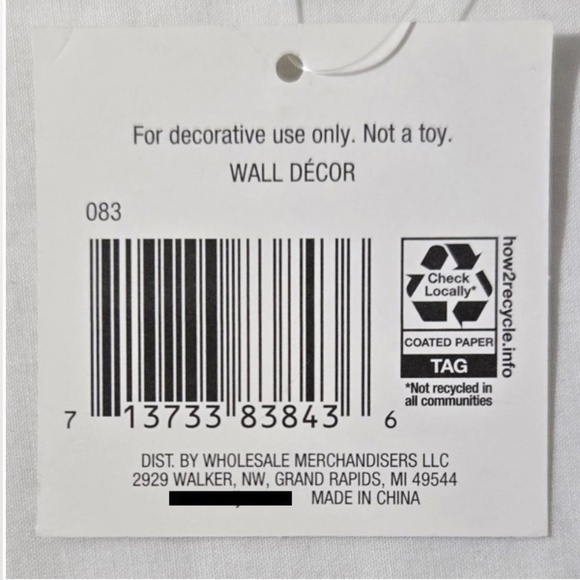 For decorative use only. Not a toy.
WALL DÉCOR
083
7 13733 83843 6
Check
Locally*
COATED PAPER
TAG
*Not recycled in
all communities
how2recycle.info
DIST. BY WHOLESALE MERCHANDISERS LLC
2929 WALKER, NW, GRAND RAPIDS, MI 49544
MADE IN CHINA